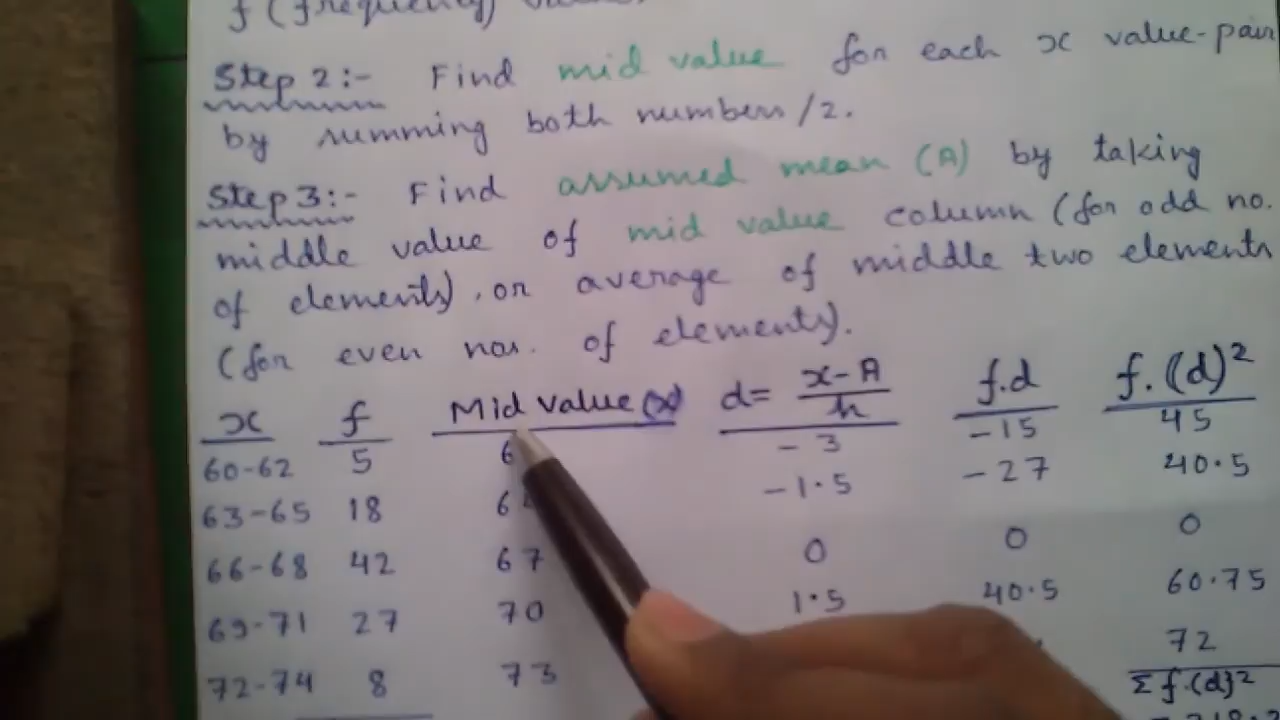 f (frequency)
Step 2:- Find mid value for each x value-pair
by summing both numbers /2.
Step 3:- Find assumed mean (A) by taking
middle value of mid value column (for odd no.
of elements), or average of middle two elements
(for even nos. of elements).
x f Mid value (x) d= x-A/h f.d f.(d)²
60-62 5 6 -3 -15 45
63-65 18 64 -1.5 -27 40.5
66-68 42 67 0 0 0
69-71 27 70 1.5 40.5 60.75
72-74 8 73 72
Σf.(d)²